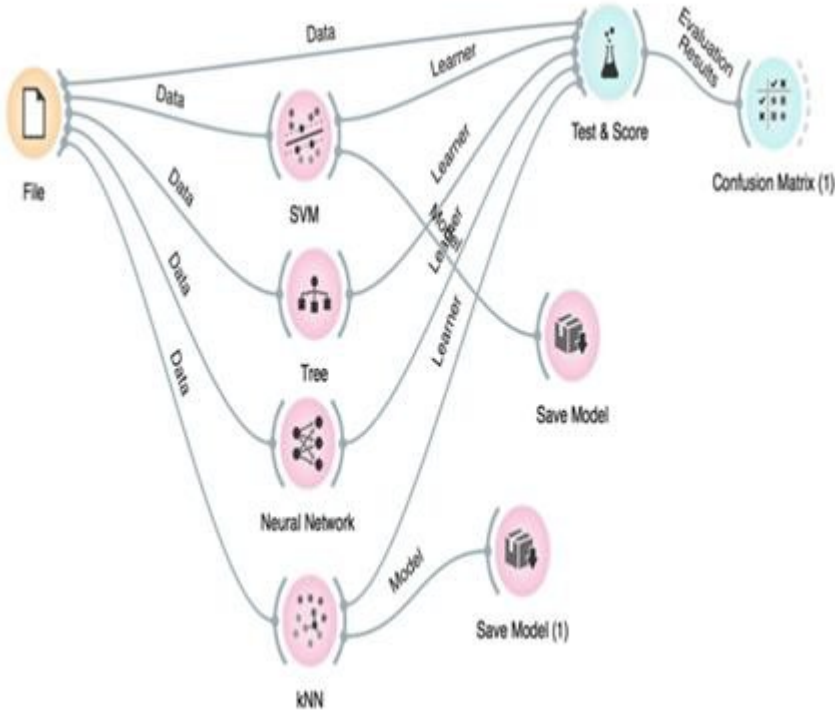 Data
Learner
Evaluation
Results
Data
Test & Score
Confusion Matrix (1)
File
SVM
Learner
Data
Model
Learner
Data
Learner
Data
Tree
Save Model
Neural Network
Model
Save Model (1)
kNN